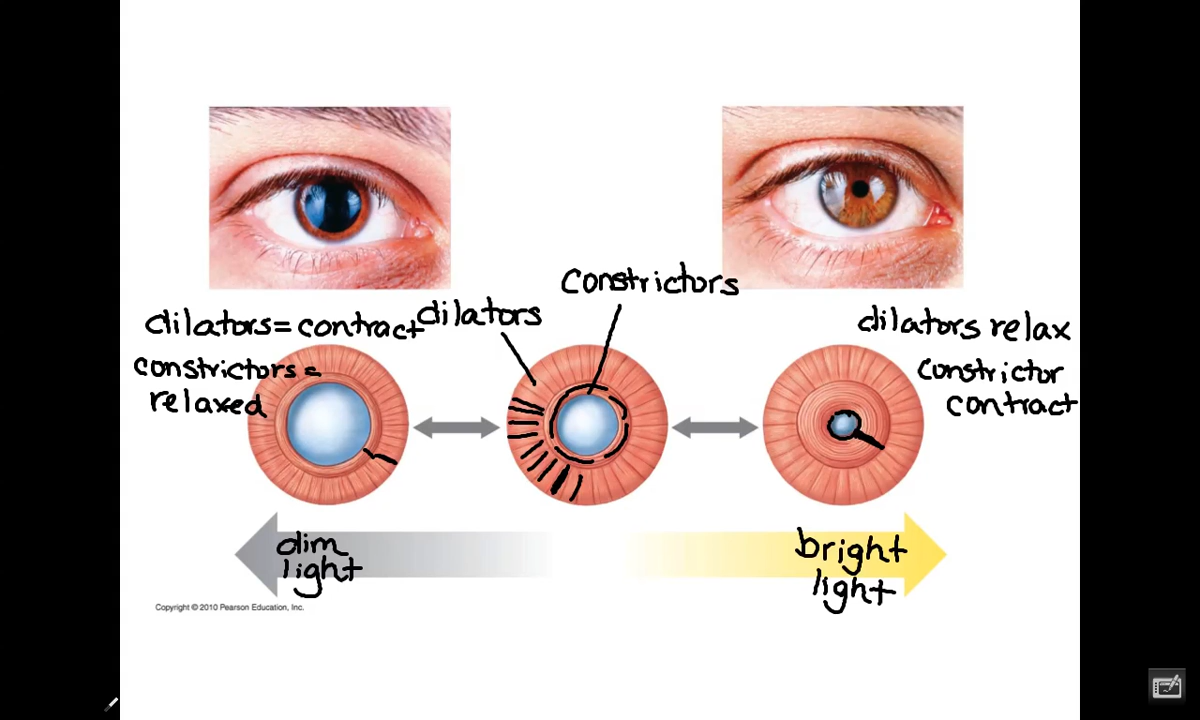 constrictors
dilators= contract
dilators
dilators relax
constrictors =
relaxed
constrictor
contract
dim
light
bright
light
Copyright © 2010 Pearson Education, Inc.